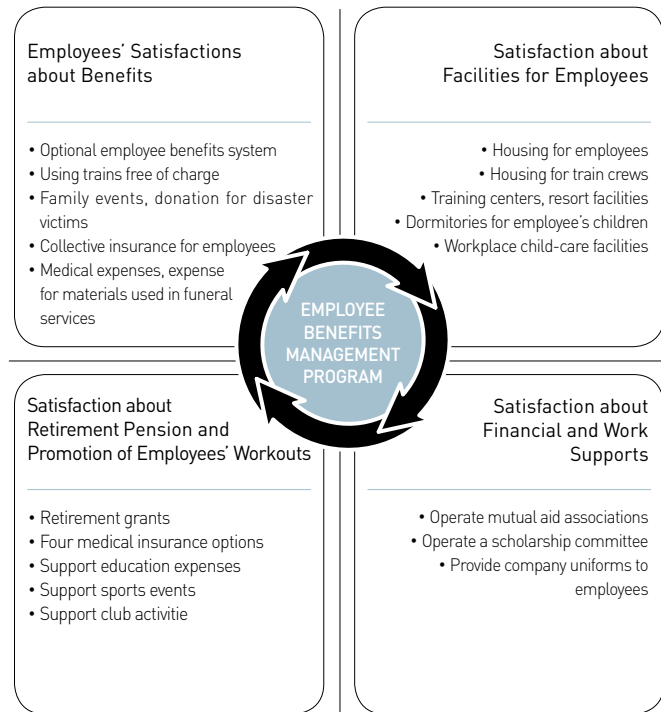 Employees' Satisfactions
about Benefits
• Optional employee benefits system
• Using trains free of charge
• Family events, donation for disaster
victims
• Collective insurance for employees
• Medical expenses, expense
for materials used in funeral
services
Satisfaction about
Facilities for Employees
• Housing for employees
• Housing for train crews
• Training centers, resort facilities
• Dormitories for employee's children
• Workplace child-care facilities
EMPLOYEE
BENEFITS
MANAGEMENT
PROGRAM
Satisfaction about
Retirement Pension and
Promotion of Employees' Workouts
• Retirement grants
• Four medical insurance options
• Support education expenses
• Support sports events
• Support club activitie
Satisfaction about
Financial and Work
Supports
• Operate mutual aid associations
• Operate a scholarship committee
• Provide company uniforms to
employees